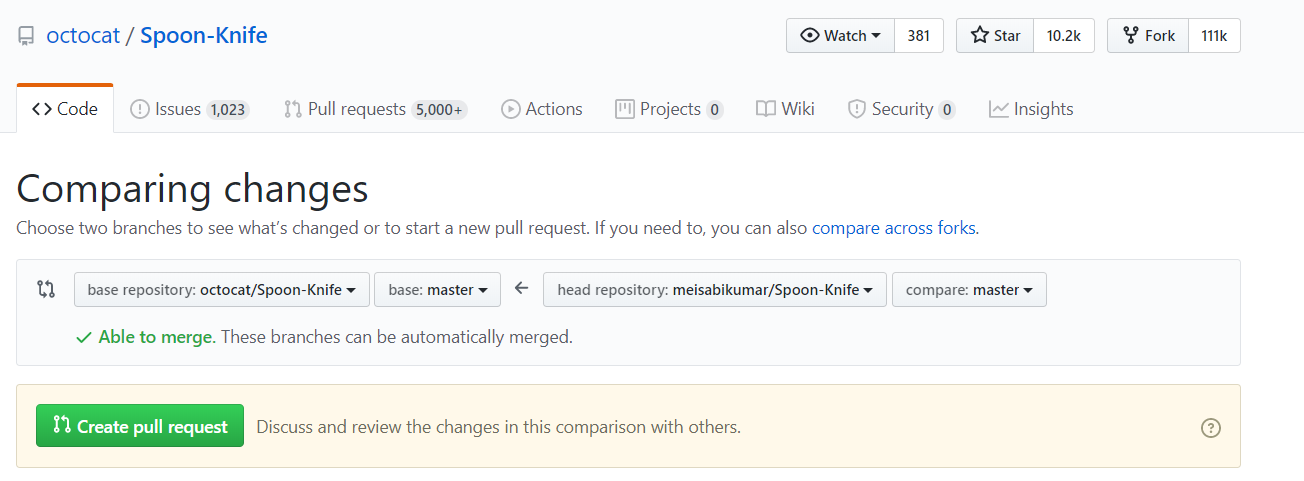 octocat / Spoon-Knife Watch 381 Star 10.2k Fork 111k
Code Issues 1,023 Pull requests 5,000+ Actions Projects 0 Wiki Security 0 Insights
Comparing changes
Choose two branches to see what’s changed or to start a new pull request. If you need to, you can also compare across forks.
base repository: octocat/Spoon-Knife base: master head repository: meisabikumar/Spoon-Knife compare: master
Able to merge. These branches can be automatically merged.
Create pull request Discuss and review the changes in this comparison with others.